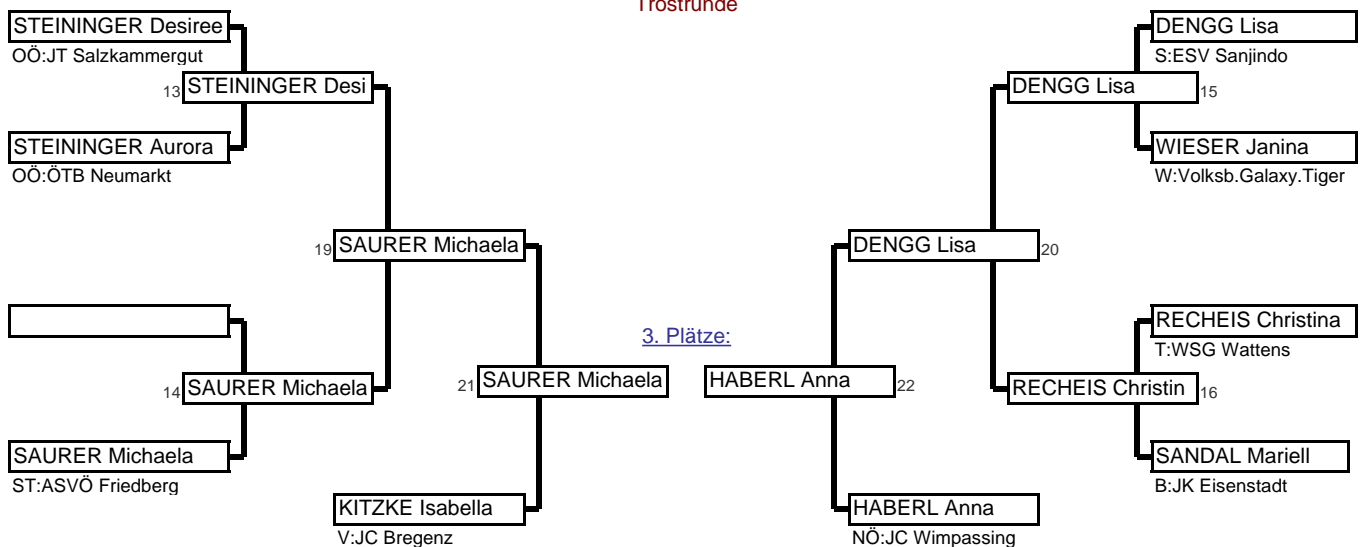 Trostrunde
STEININGER Desiree
OÖ:JT Salzkammergut
13 STEININGER Desi
STEININGER Aurora
OÖ:ÖTB Neumarkt
19 SAURER Michaela
14 SAURER Michaela
SAURER Michaela
ST:ASVÖ Friedberg
21 SAURER Michaela
KITZKE Isabella
V:JC Bregenz
3. Plätze:
DENGG Lisa
S:ESV Sanjindo
DENGG Lisa 15
WIESER Janina
W:Volksb.Galaxy.Tiger
DENGG Lisa 20
RECHEIS Christina
T:WSG Wattens
RECHEIS Christin 16
SANDAL Mariell
B:JK Eisenstadt
HABERL Anna 22
HABERL Anna
NÖ:JC Wimpassing